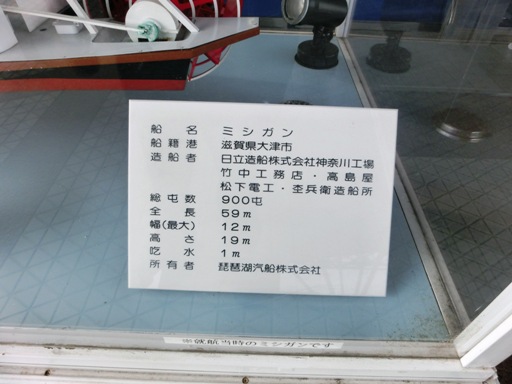 船名 ミシガン
船籍港 滋賀県大津市
造船者 日立造船株式会社神奈川工場
竹中工務店・高島屋
松下電工・杢兵衛造船所
総屯数 900屯
全長 59m
幅(最大) 12m
高さ 19m
吃水 1m
所有者 琵琶湖汽船株式会社
就航当時のミシガンです